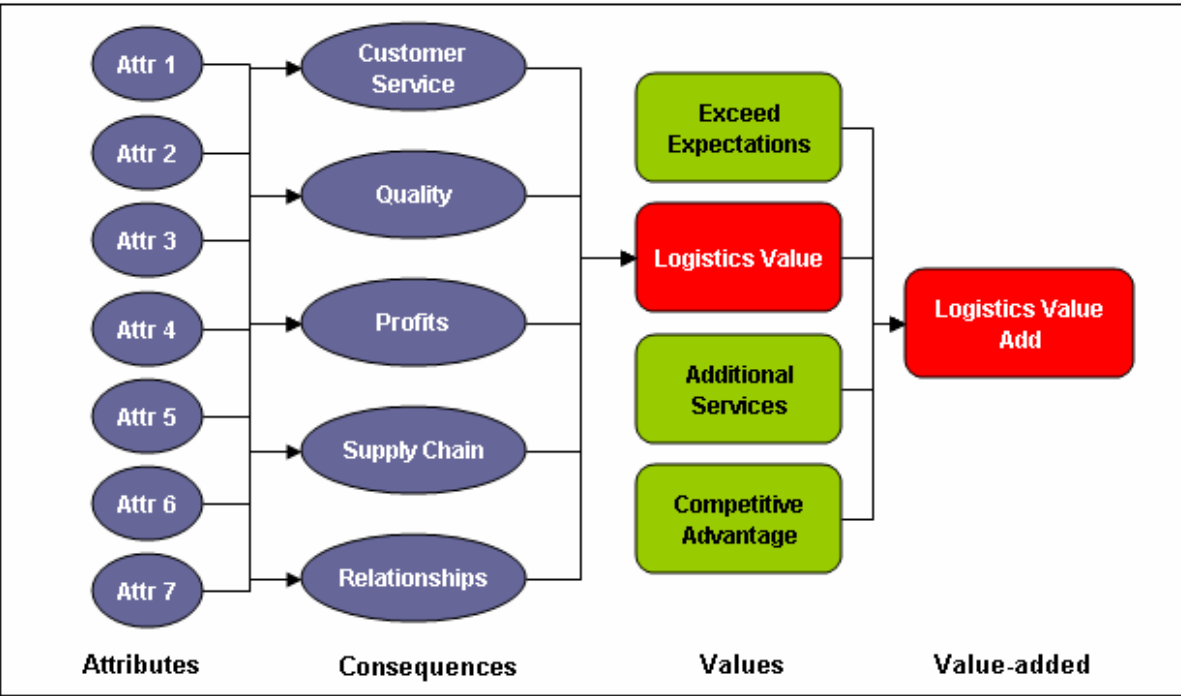 Attr 1
Attr 2
Attr 3
Attr 4
Attr 5
Attr 6
Attr 7
Attributes
Customer
Service
Quality
Profits
Supply Chain
Relationships
Consequences
Exceed
Expectations
Logistics Value
Additional
Services
Competitive
Advantage
Values
Logistics Value
Add
Value-added